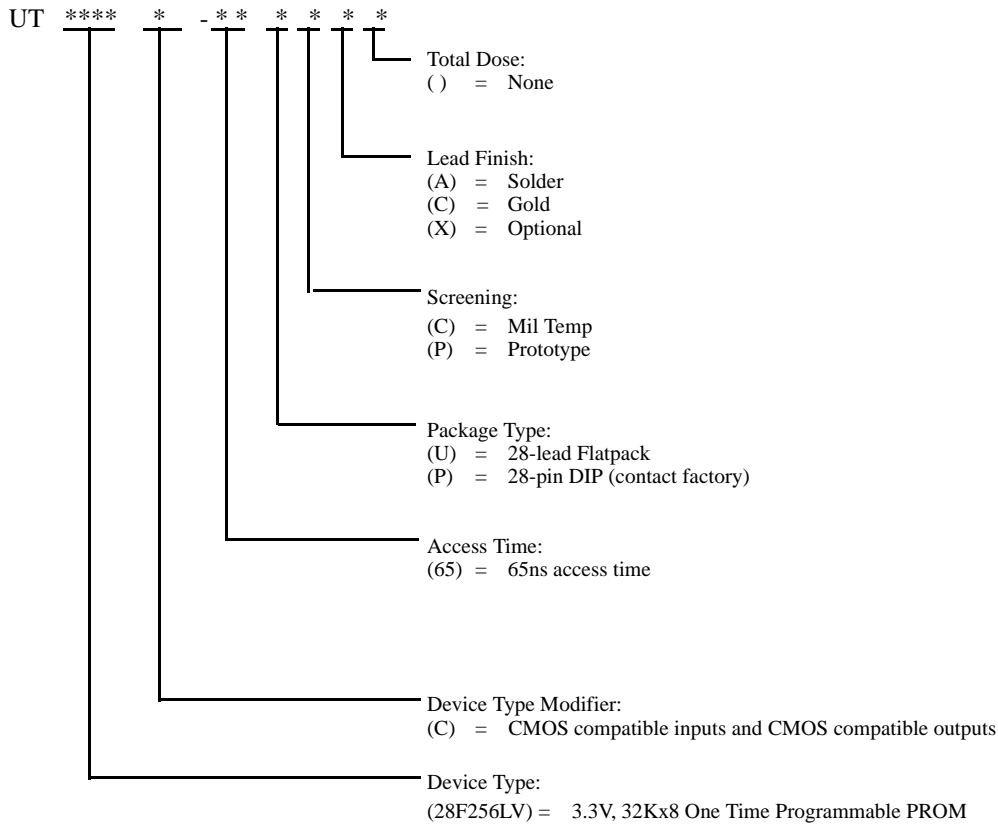 UT **** * - * * * * * *
Total Dose:
( ) = None
Lead Finish:
(A) = Solder
(C) = Gold
(X) = Optional
Screening:
(C) = Mil Temp
(P) = Prototype
Package Type:
(U) = 28-lead Flatpack
(P) = 28-pin DIP (contact factory)
Access Time:
(65) = 65ns access time
Device Type Modifier:
(C) = CMOS compatible inputs and CMOS compatible outputs
Device Type:
(28F256LV) = 3.3V, 32Kx8 One Time Programmable PROM